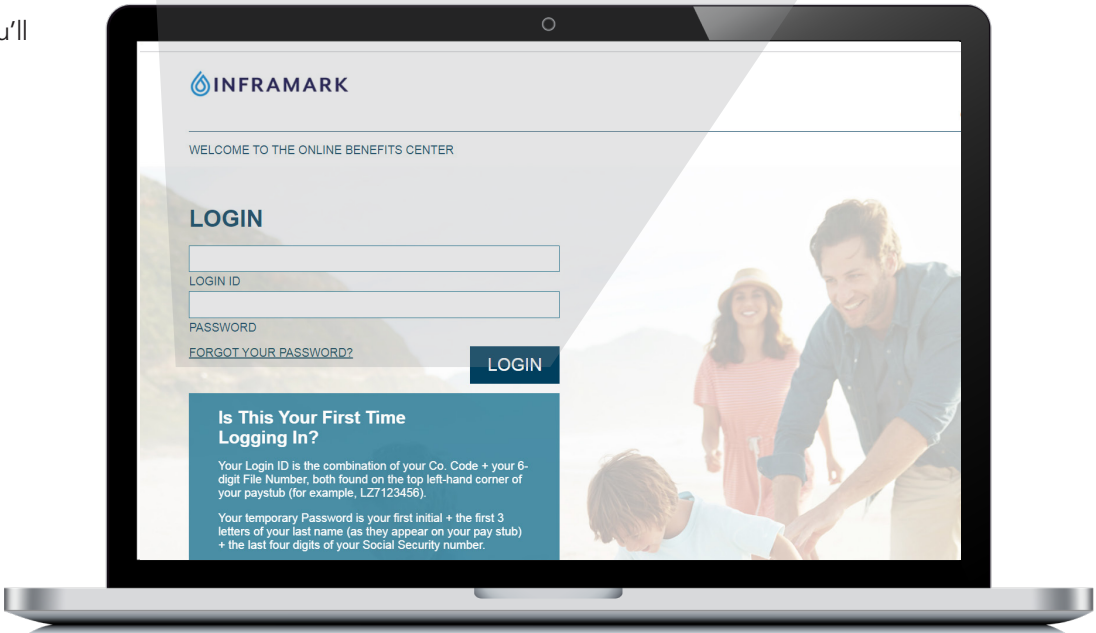 u'll
INFRAMARK
WELCOME TO THE ONLINE BENEFITS CENTER
LOGIN
LOGIN ID
PASSWORD
FORGOT YOUR PASSWORD?
LOGIN
Is This Your First Time
Logging In?
Your Login ID is the combination of your Co. Code + your 6-
digit File Number, both found on the top left-hand corner of
your paystub (for example, LZ7123456).
Your temporary Password is your first initial + the first 3
letters of your last name (as they appear on your pay stub)
+ the last four digits of your Social Security number.